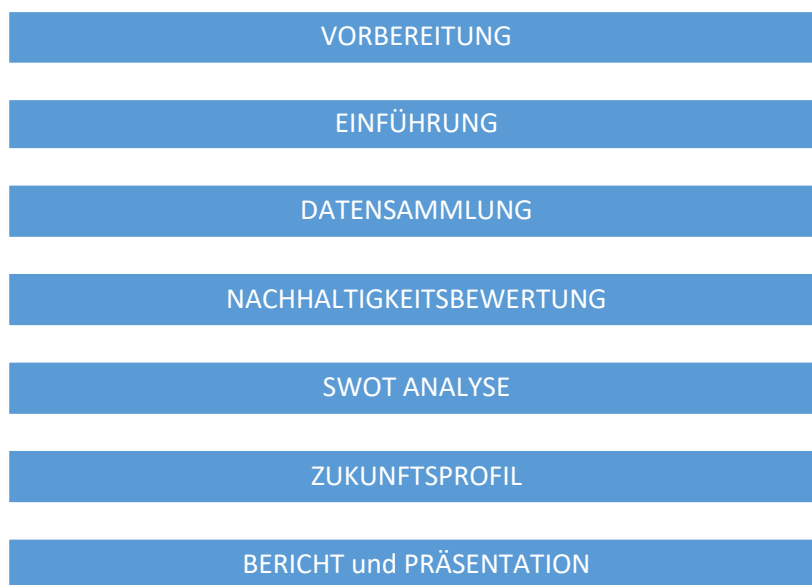 VORBEREITUNG
EINFÜHRUNG
DATENSAMMLUNG
NACHHALTIGKEITSBEWERTUNG
SWOT ANALYSE
ZUKUNFTSPROFIL
BERICHT und PRÄSENTATION